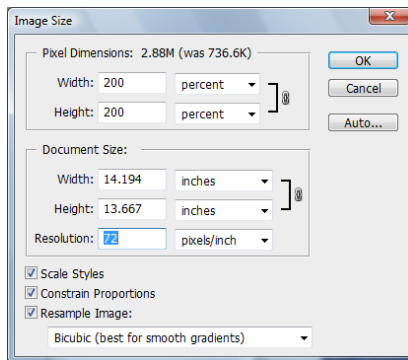 Image Size
Pixel Dimensions: 2.88M (was 736.6K)
Width: 200 percent
Height: 200 percent
OK
Cancel
Auto...
Document Size:
Width: 14.194 inches
Height: 13.667 inches
Resolution: 72 pixels/inch
Scale Styles
Constrain Proportions
Resample Image:
Bicubic (best for smooth gradients)